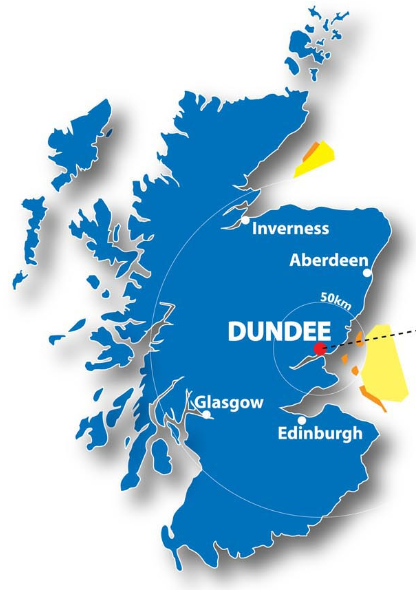 Inverness
Aberdeen
50km
DUNDEE
Glasgow
Edinburgh